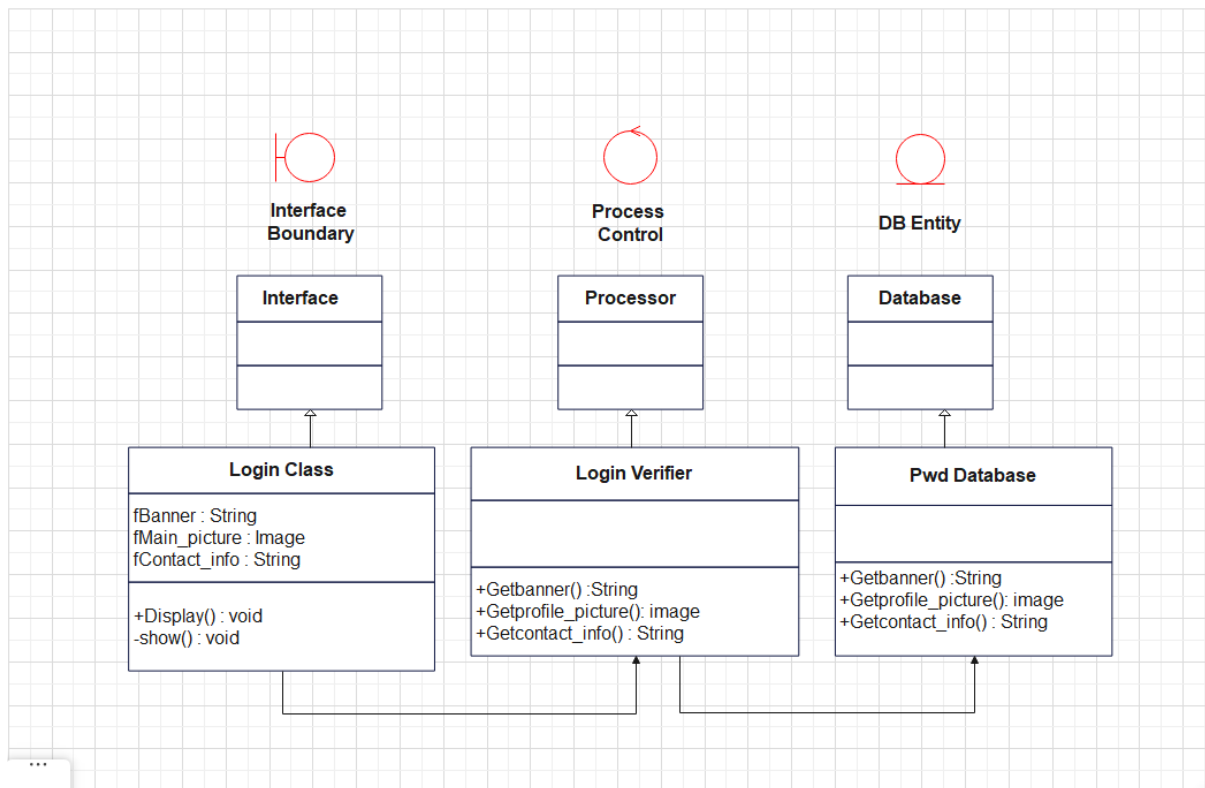 Interface
Boundary
Process
Control
DB Entity
Interface
Processor
Database
Login Class
fBanner : String
fMain_picture : Image
fContact_info : String
+Display() : void
-show() : void
Login Verifier
+Getbanner() :String
+Getprofile_picture(): image
+Getcontact_info() : String
Pwd Database
+Getbanner() :String
+Getprofile_picture(): image
+Getcontact_info() : String